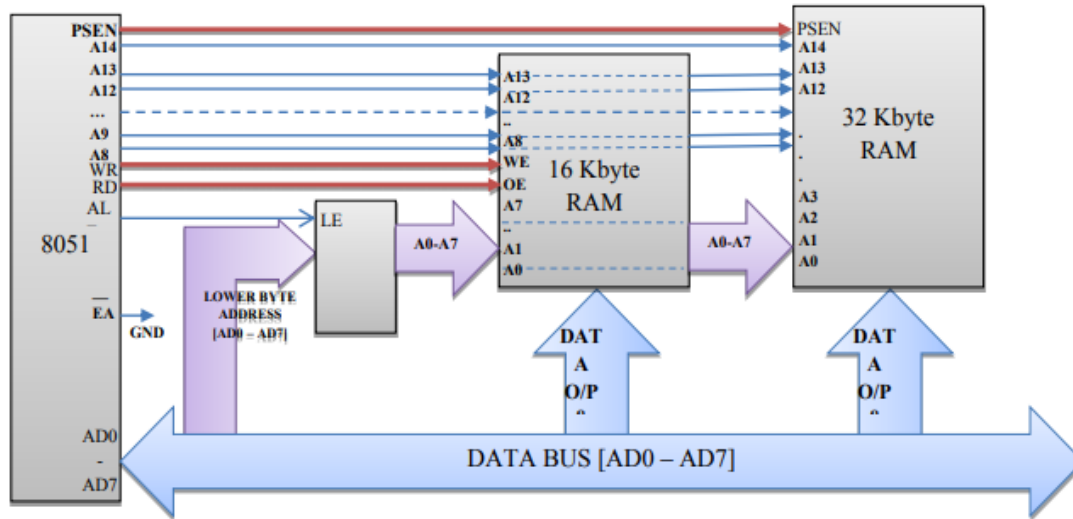 PSEN
A14
A13
A12
...
A9
A8
WR
RD
AL
8051
EA
GND
AD0
-
AD7
LE
LOWER BYTE
ADDRESS
[AD0 – AD7]
A0-A7
A13
A12
..
A8
WE
OE
A7
..
A1
A0
16 Kbyte
RAM
A0-A7
PSEN
A14
A13
A12
.
.
.
A3
A2
A1
A0
32 Kbyte
RAM
DAT
A
O/P
DAT
A
O/P
DATA BUS [AD0 – AD7]